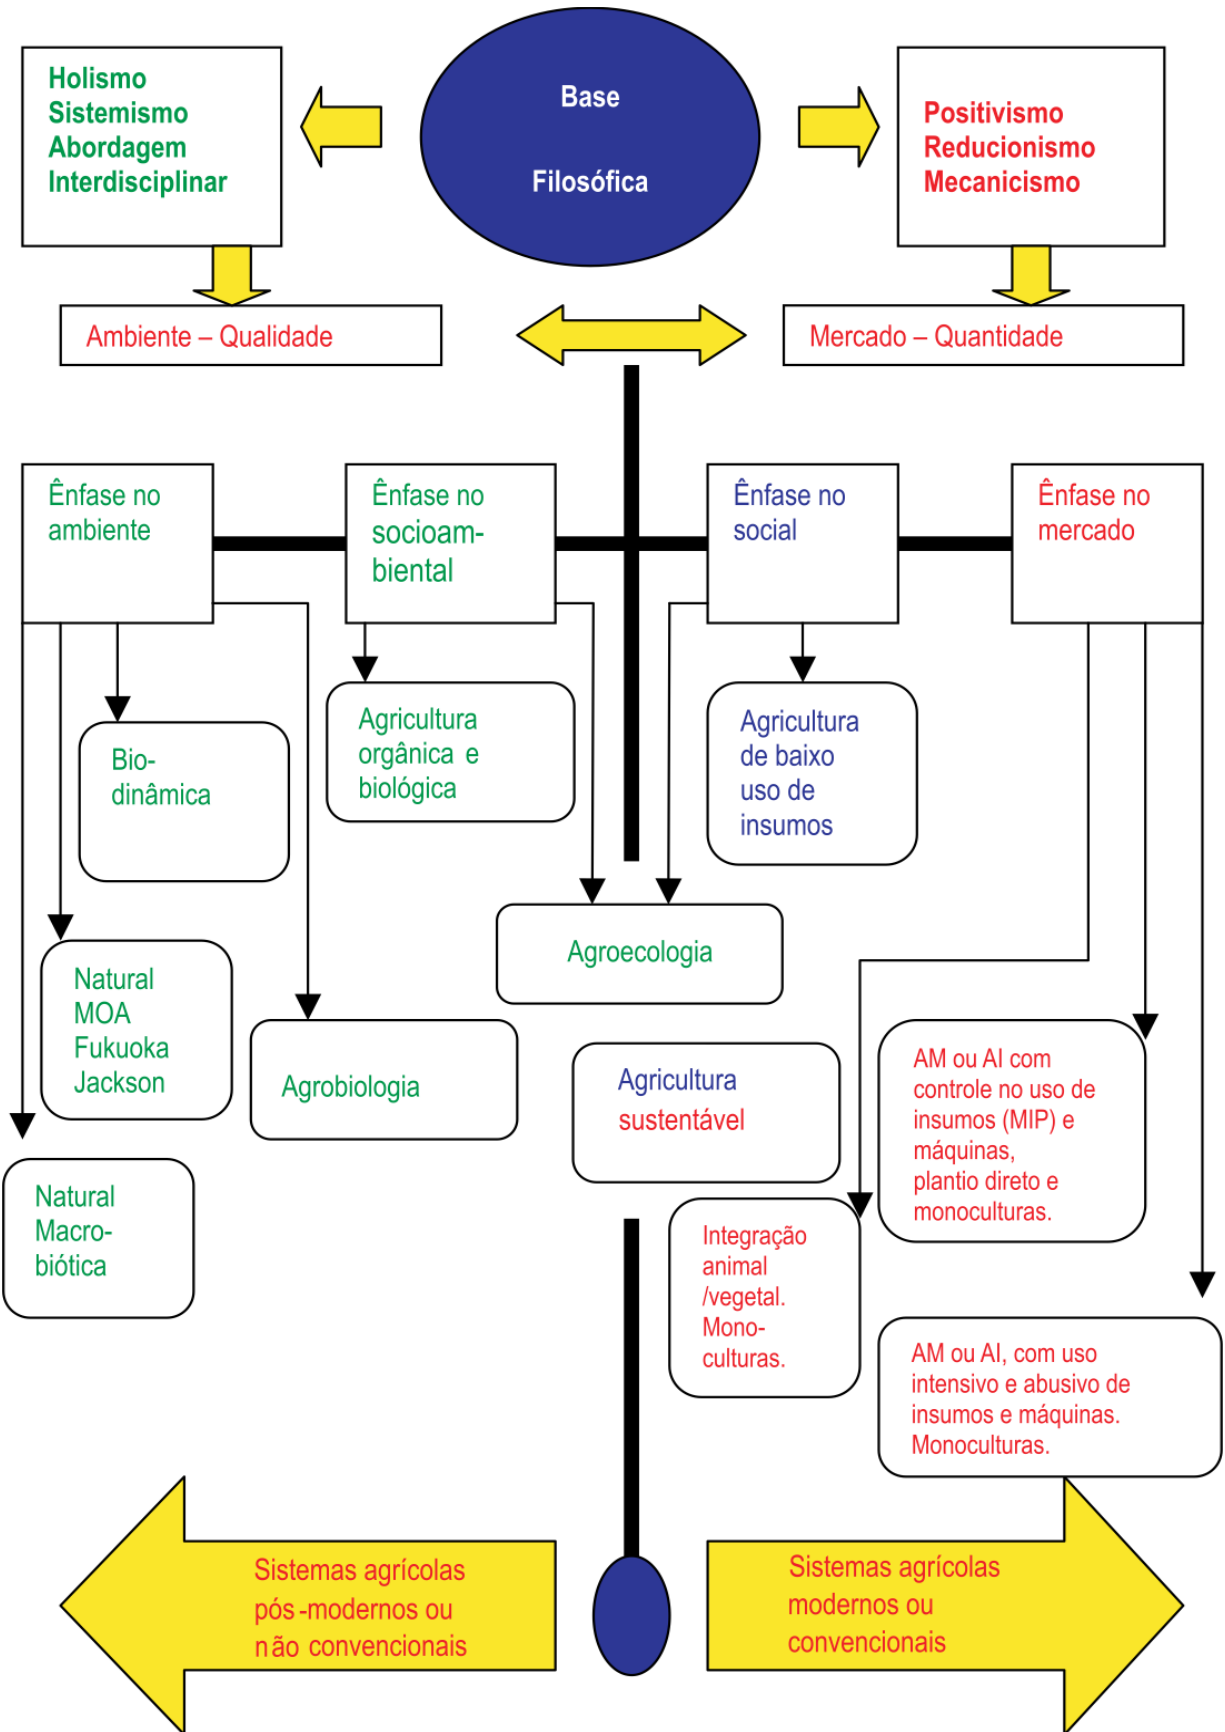 Base
Filosófica
Holismo
Sistemismo
Abordagem
Interdisciplinar
Positivismo
Reducionismo
Mecanicismo
Ambiente – Qualidade
Mercado – Quantidade
Ênfase no
ambiente
Ênfase no
socioam-
biental
Ênfase no
social
Ênfase no
mercado
Bio-
dinâmica
Agricultura
orgânica e
biológica
Agricultura
de baixo
uso de
insumos
Natural
MOA
Fukuoka
Jackson
Agroecologia
Agrobiologia
Agricultura
sustentável
AM ou AI com
controle no uso de
insumos (MIP) e
máquinas,
plantio direto e
monoculturas.
Natural
Macro-
biótica
Integração
animal
/vegetal.
Mono-
culturas.
AM ou AI, com uso
intensivo e abusivo de
insumos e máquinas.
Monoculturas.
Sistemas agrícolas
pós-modernos ou
não convencionais
Sistemas agrícolas
modernos ou
convencionais